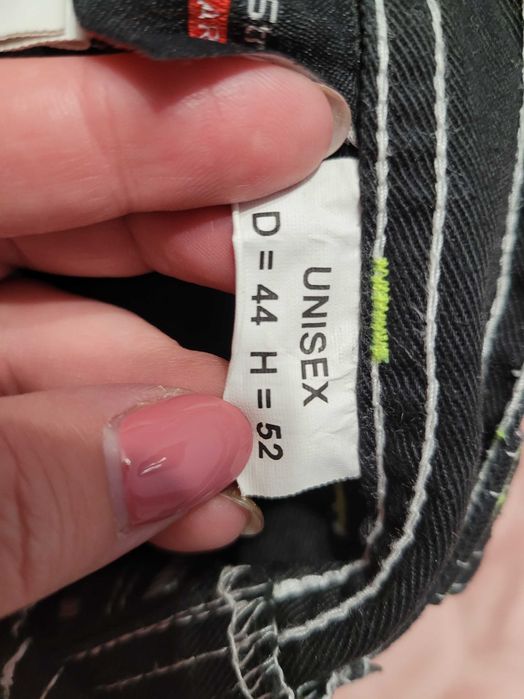 UNISEX
D = 44 H = 52